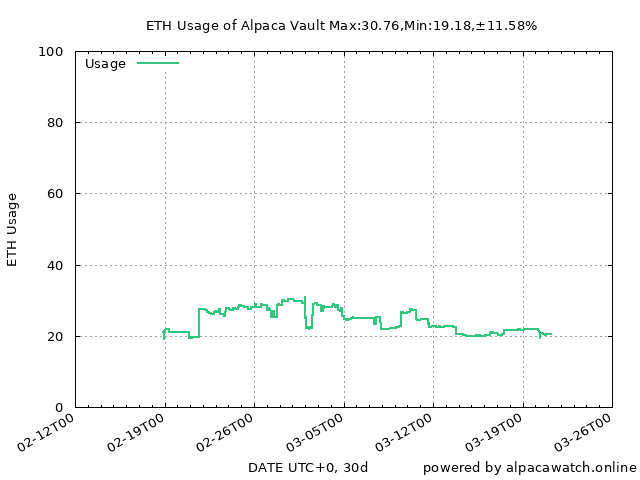 ETH Usage of Alpaca Vault Max:30.76,Min:19.18,±11.58%
Usage
ETH Usage
100
80
60
40
20
0
02-12T00
02-19T00
02-26T00
03-05T00
03-12T00
03-19T00
03-26T00
DATE UTC+0, 30d
powered by alpacawatch.online